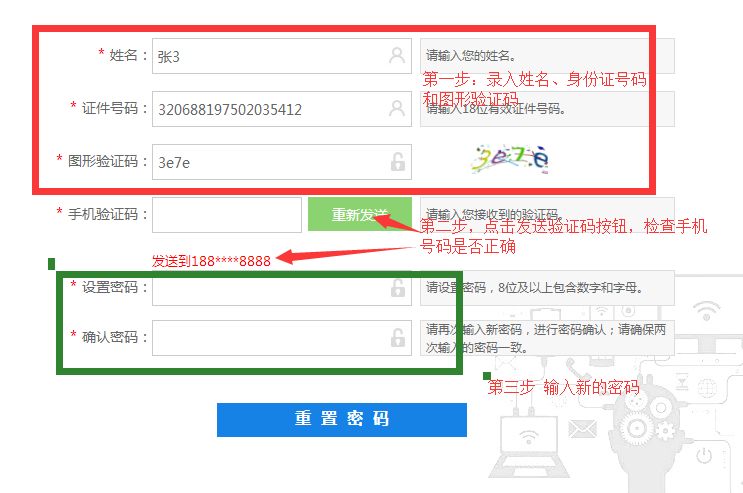 * 姓名： 张3 请输入您的姓名。
第一步：录入姓名、身份证号码
和图形验证码
* 证件号码： 320688197502035412 请输入18位有效证件号码。
* 图形验证码： 3e7e 3e7e
* 手机验证码： 重新发送 请输入您接收到的验证码。
第二步，点击发送验证码按钮，检查手机
号码是否正确
发送到188****8888
* 设置密码： 请设置密码，8位及以上包含数字和字母。
* 确认密码： 请再次输入新密码，进行密码确认；请确保两
次输入的密码一致。
第三步 输入新的密码
重 置 密 码